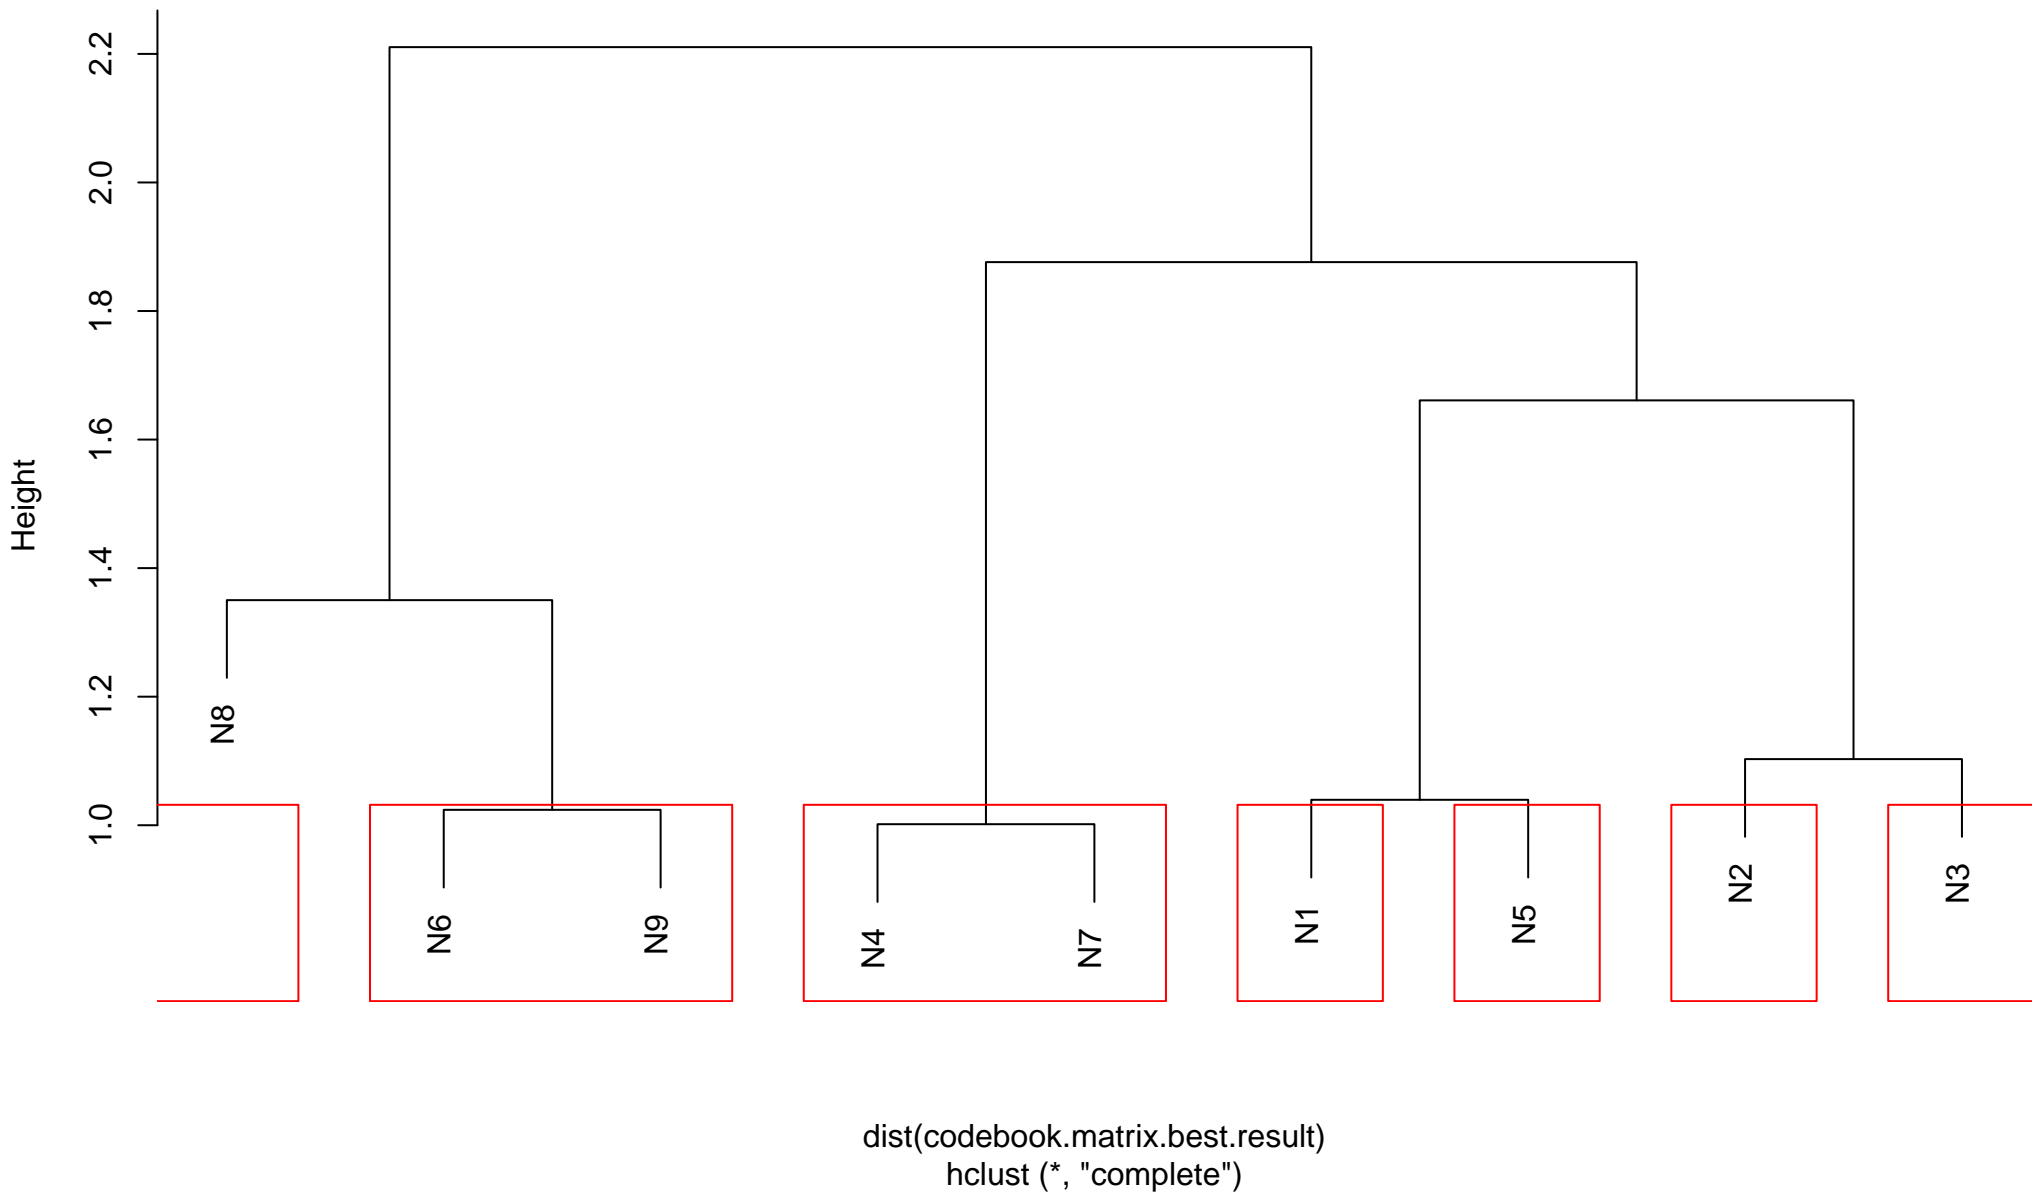 Height
2.2
2.0
1.8
1.6
1.4
1.2
1.0
N8
N6
N9
N4
N7
N1
N5
N2
N3
dist(codebook.matrix.best.result)
hclust (*, "complete")